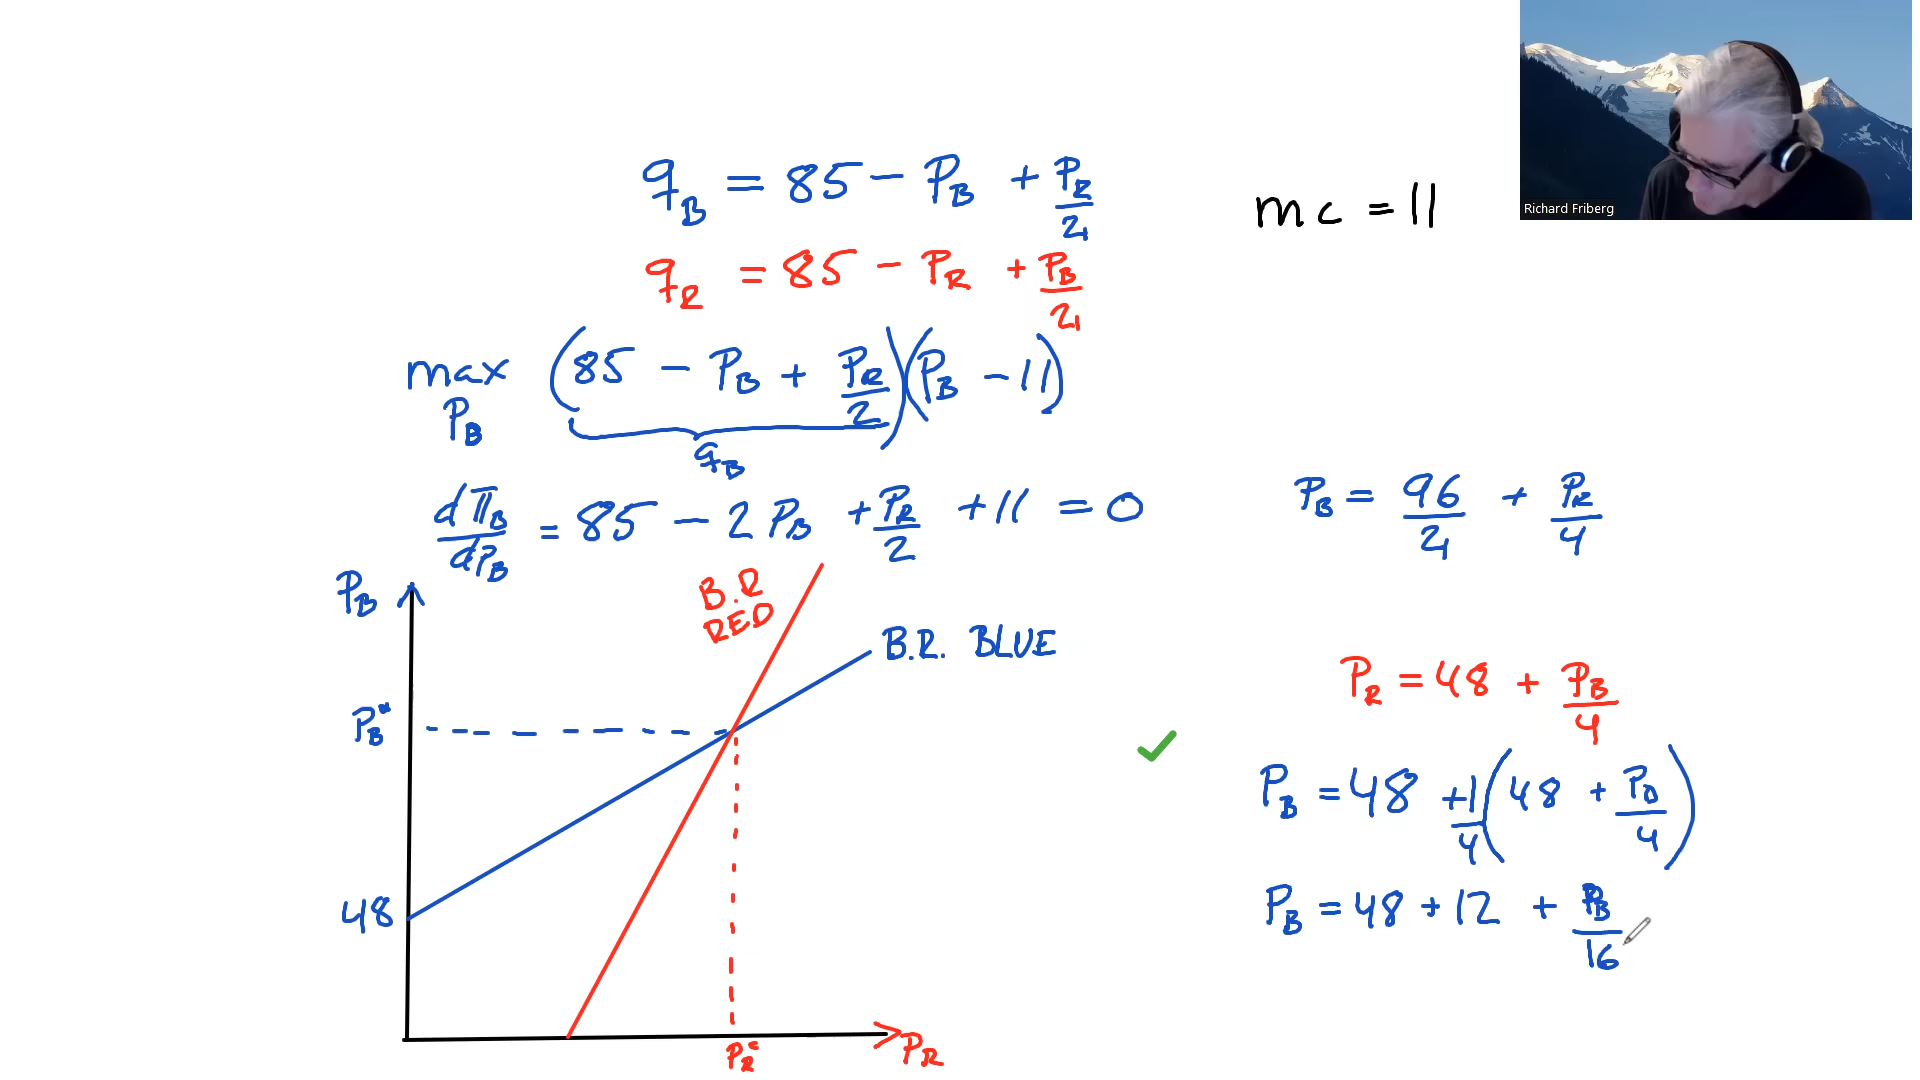 q_B = 85 - P_B + P_R/2
mc = 11
Richard Friberg
q_R = 85 - P_R + P_B/2
max P_B (85 - P_B + P_R/2)(P_B - 11)
q_B
dπ_B/dP_B = 85 - 2P_B + P_R/2 + 11 = 0
P_B = 96/2 + P_R/4
P_B
B.R RED
B.R. BLUE
P_B*
48
P_R*
P_R
P_R = 48 + P_B/4
P_B = 48 + 1/4(48 + P_B/4)
P_B = 48 + 12 + P_B/16